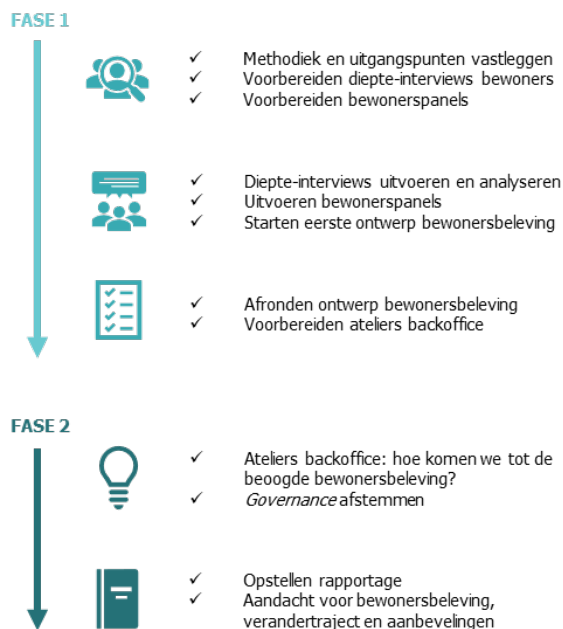 FASE 1
✓ Methodiek en uitgangspunten vastleggen
✓ Voorbereiden diepte-interviews bewoners
✓ Voorbereiden bewonerspanels
✓ Diepte-interviews uitvoeren en analyseren
✓ Uitvoeren bewonerspanels
✓ Starten eerste ontwerp bewonersbeleving
✓ Afronden ontwerp bewonersbeleving
✓ Voorbereiden ateliers backoffice
FASE 2
✓ Ateliers backoffice: hoe komen we tot de
beoogde bewonersbeleving?
✓ Governance afstemmen
✓ Opstellen rapportage
✓ Aandacht voor bewonersbeleving,
verandertraject en aanbevelingen